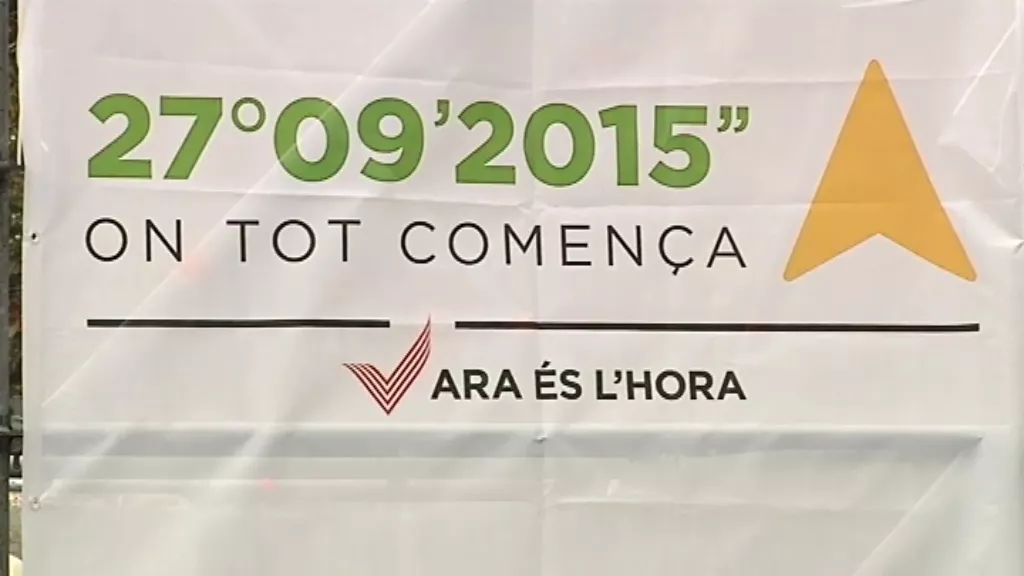 27°09’2015”
ON TOT COMENÇA
ARA ÉS L’HORA